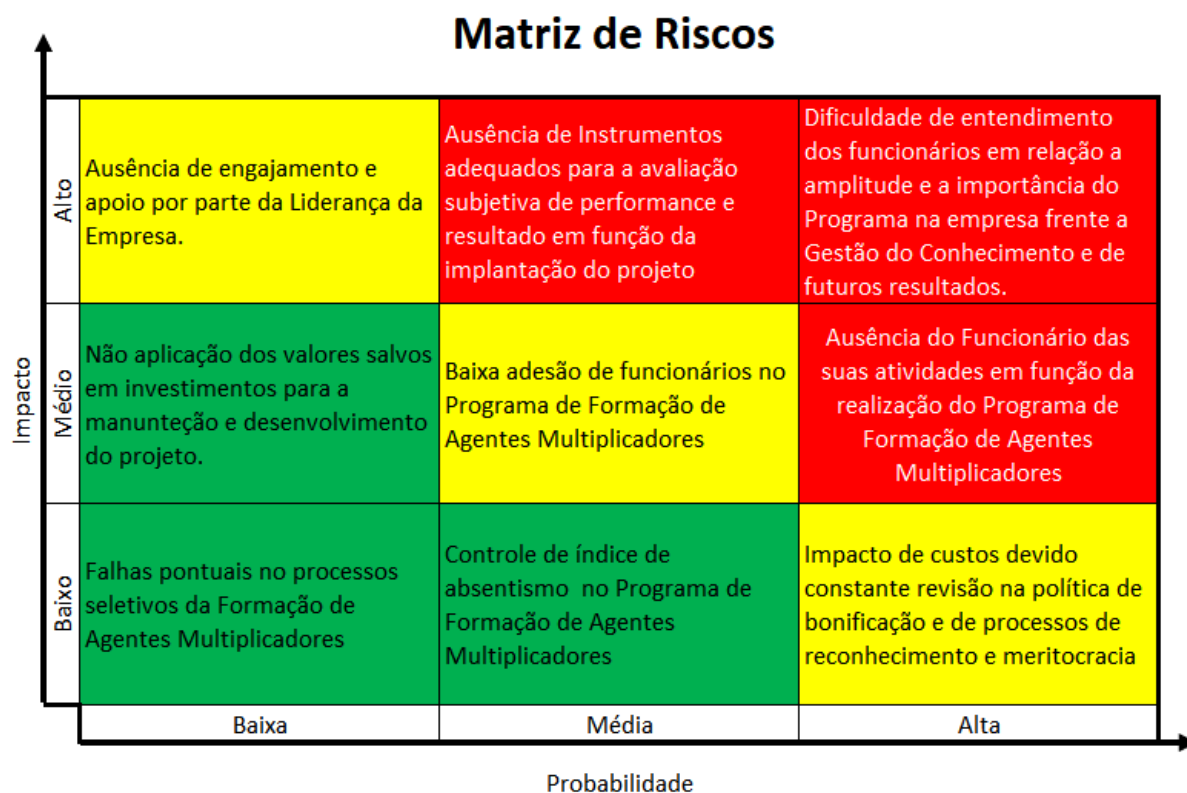 Matriz de Riscos
Impacto
Alto
Ausência de engajamento e
apoio por parte da Liderança da
Empresa.
Ausência de Instrumentos
adequados para a avaliação
subjetiva de performance e
resultado em função da
implantação do projeto
Dificuldade de entendimento
dos funcionários em relação a
amplitude e a importância do
Programa na empresa frente a
Gestão do Conhecimento e de
futuros resultados.
Médio
Não aplicação dos valores salvos
em investimentos para a
manunteção e desenvolvimento
do projeto.
Baixa adesão de funcionários no
Programa de Formação de
Agentes Multiplicadores
Ausência do Funcionário das
suas atividades em função da
realização do Programa de
Formação de Agentes
Multiplicadores
Baixo
Falhas pontuais no processos
seletivos da Formação de
Agentes Multiplicadores
Controle de índice de
absentismo no Programa de
Formação de Agentes
Multiplicadores
Impacto de custos devido
constante revisão na política de
bonificação e de processos de
reconhecimento e meritocracia
Baixa
Média
Alta
Probabilidade